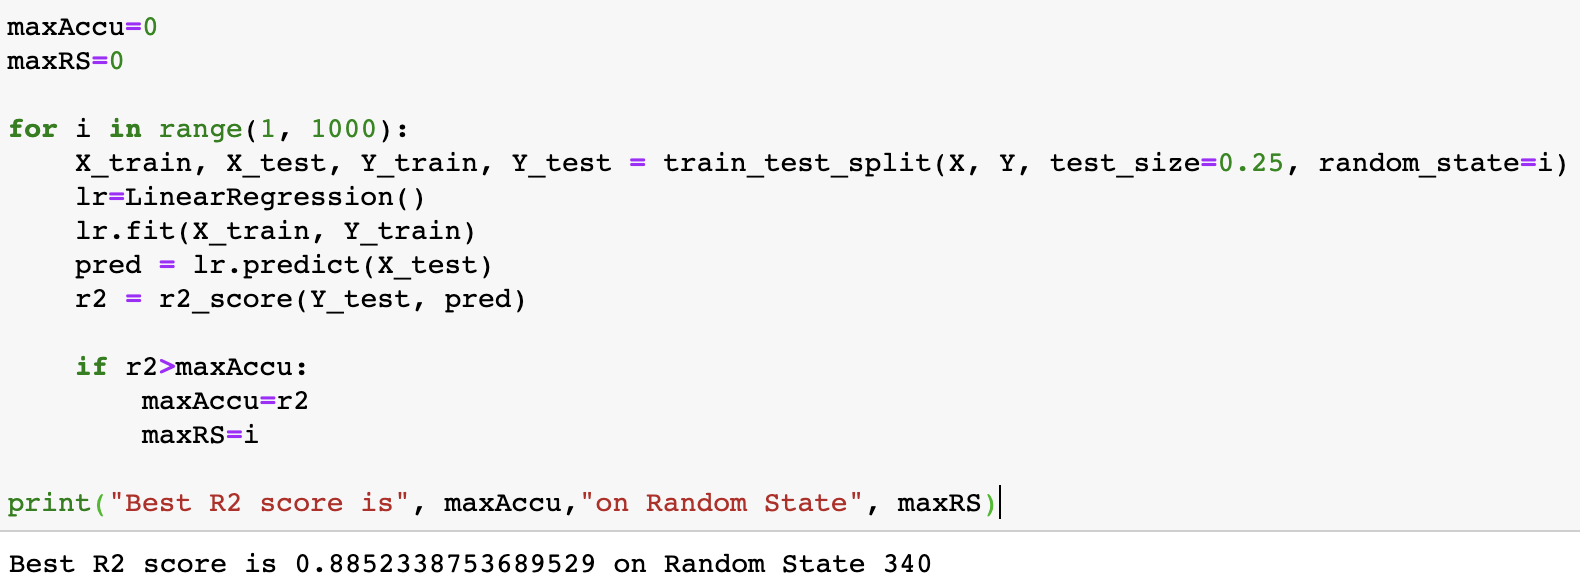 maxAccu=0
maxRS=0
for i in range(1, 1000):
    X_train, X_test, Y_train, Y_test = train_test_split(X, Y, test_size=0.25, random_state=i)
    lr=LinearRegression()
    lr.fit(X_train, Y_train)
    pred = lr.predict(X_test)
    r2 = r2_score(Y_test, pred)
    if r2>maxAccu:
        maxAccu=r2
        maxRS=i
print("Best R2 score is", maxAccu,"on Random State", maxRS)
Best R2 score is 0.8852338753689529 on Random State 340